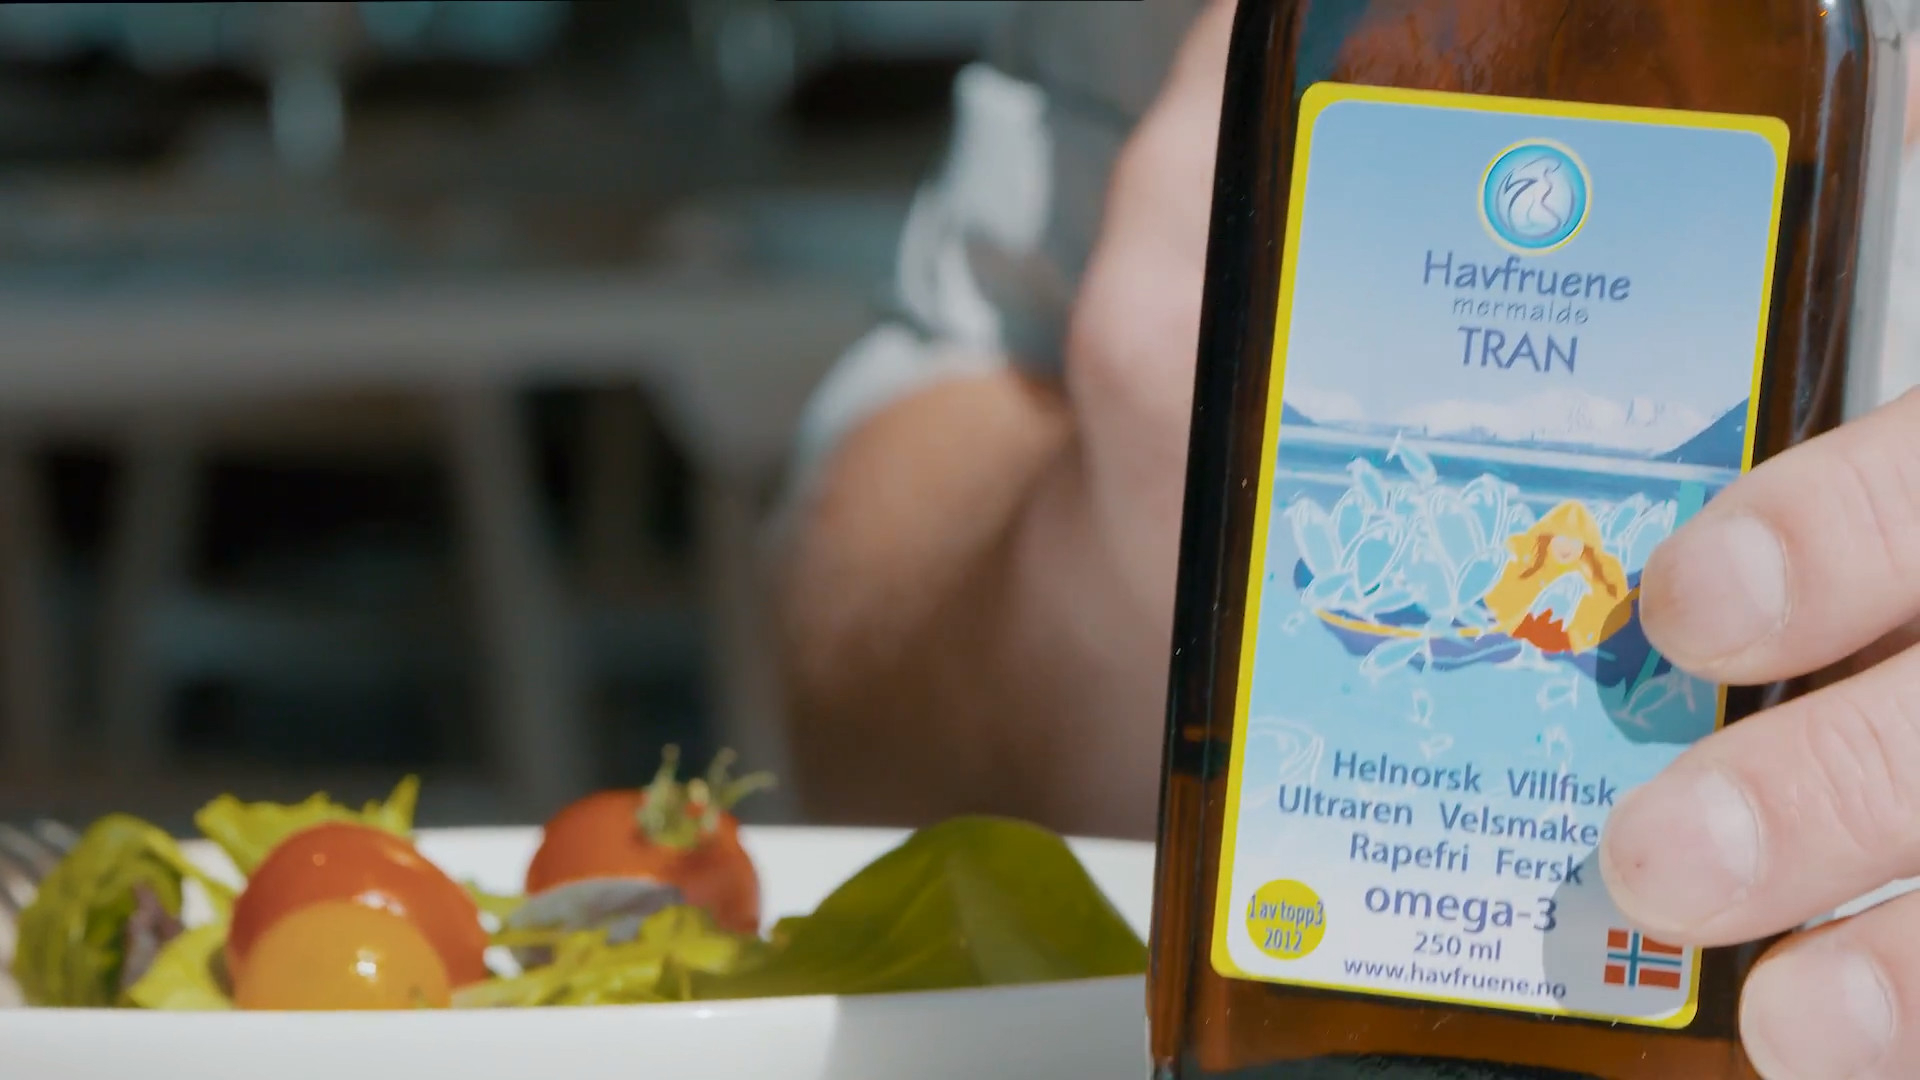 Havfruene
mermaids
TRAN
Helnorsk Villfisk
Ultraren Velsmake
Rapefri Fersk
omega-3
1 av topp3
2012
250 ml
www.havfruene.no